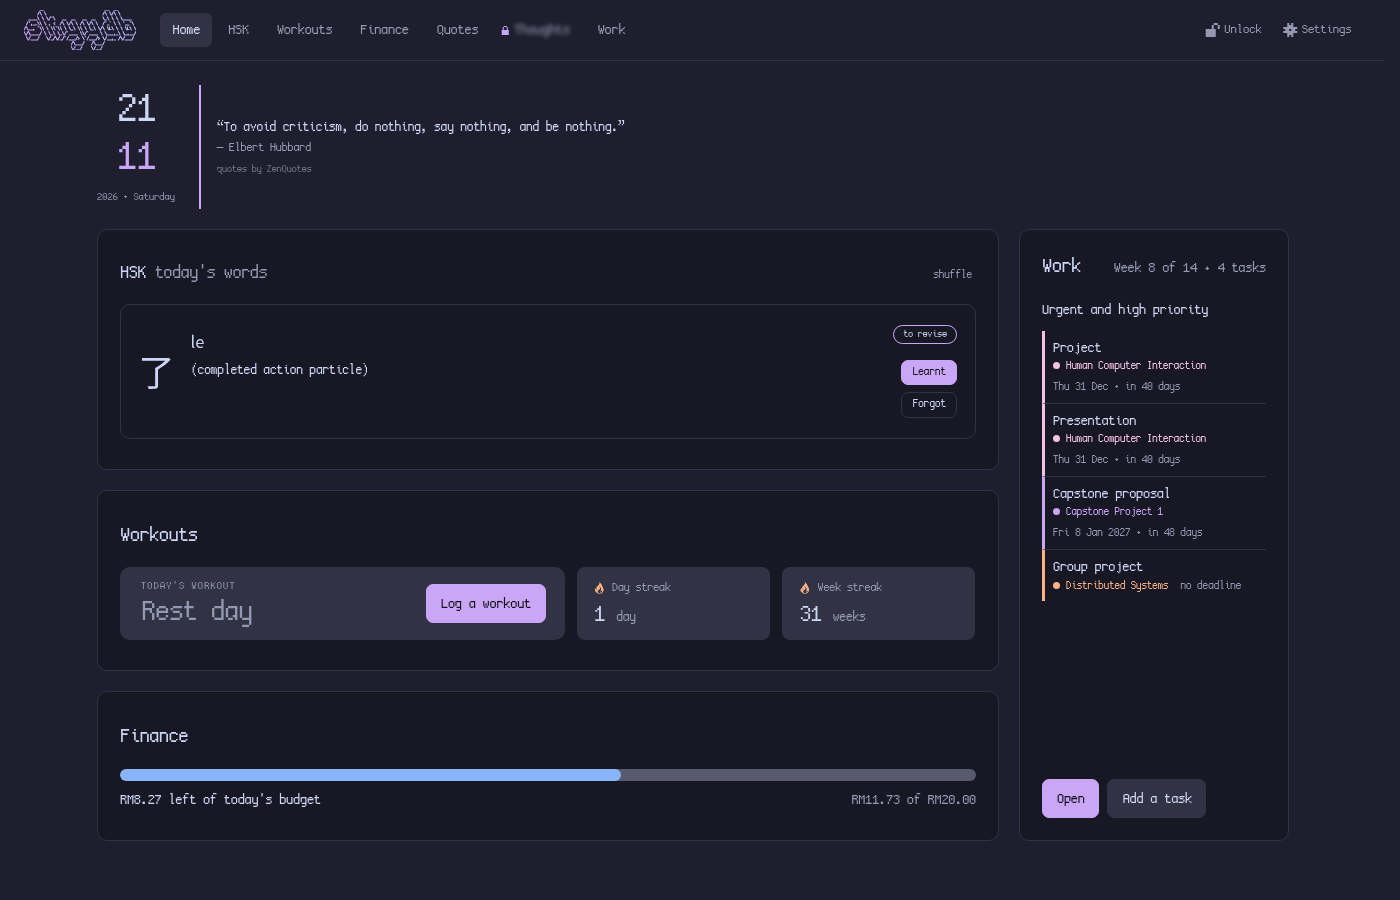 Home
HSK
Workouts
Finance
Quotes
Work
Unlock
Settings
21
11
2026 • Saturday
“To avoid criticism, do nothing, say nothing, and be nothing.”
— Elbert Hubbard
quotes by ZenQuotes
HSK today's words
shuffle
了
le
(completed action particle)
to revise
Learnt
Forgot
Workouts
TODAY'S WORKOUT
Rest day
Log a workout
Day streak
1 day
Week streak
31 weeks
Finance
RM8.27 left of today's budget
RM11.73 of RM20.00
Work
Week 8 of 14 • 4 tasks
Urgent and high priority
Project
Human Computer Interaction
Thu 31 Dec • in 40 days
Presentation
Human Computer Interaction
Thu 31 Dec • in 40 days
Capstone proposal
Capstone Project 1
Fri 8 Jan 2027 • in 48 days
Group project
Distributed Systems no deadline
Open
Add a task